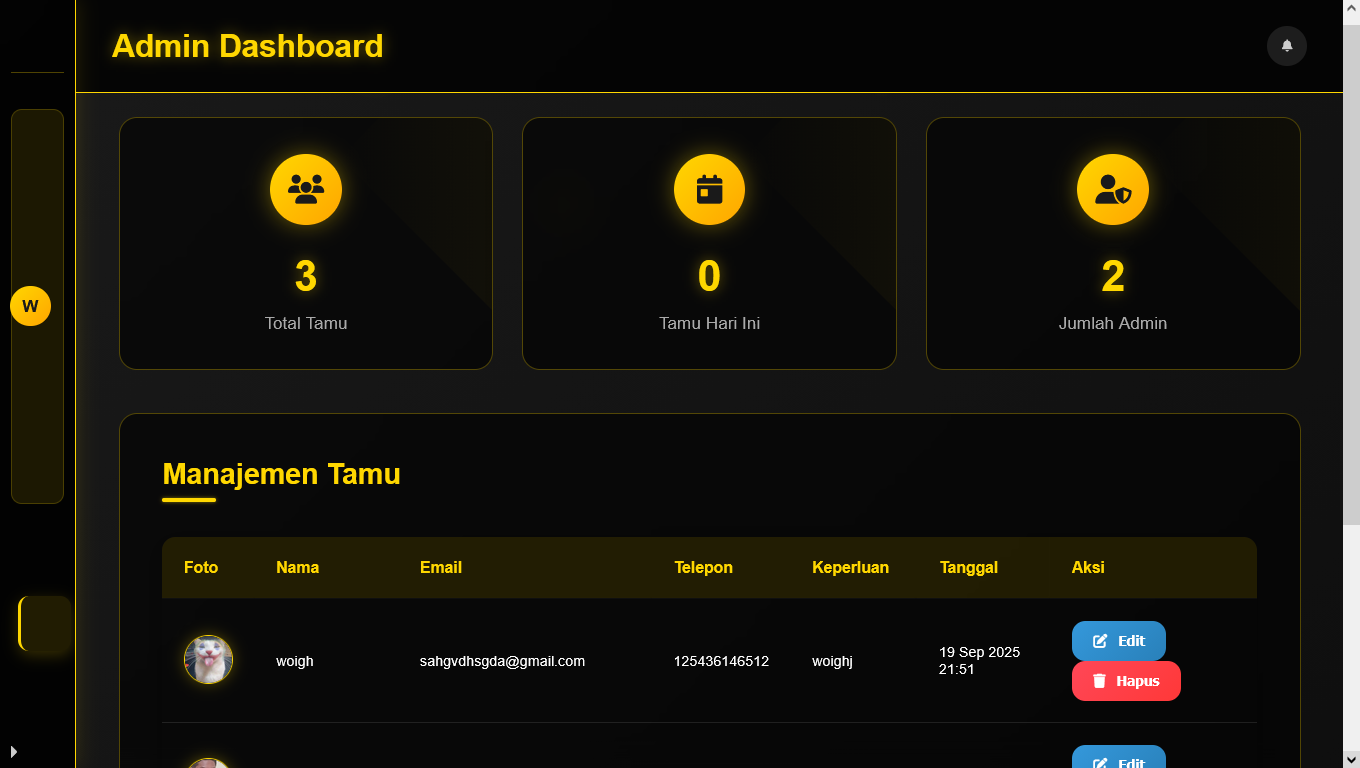 Admin Dashboard
W
3
Total Tamu
0
Tamu Hari Ini
2
Jumlah Admin
Manajemen Tamu
Foto Nama Email Telepon Keperluan Tanggal Aksi
woigh sahgvdhsgda@gmail.com 125436146512 woighj 19 Sep 2025
21:51
Edit
Hapus
Edit